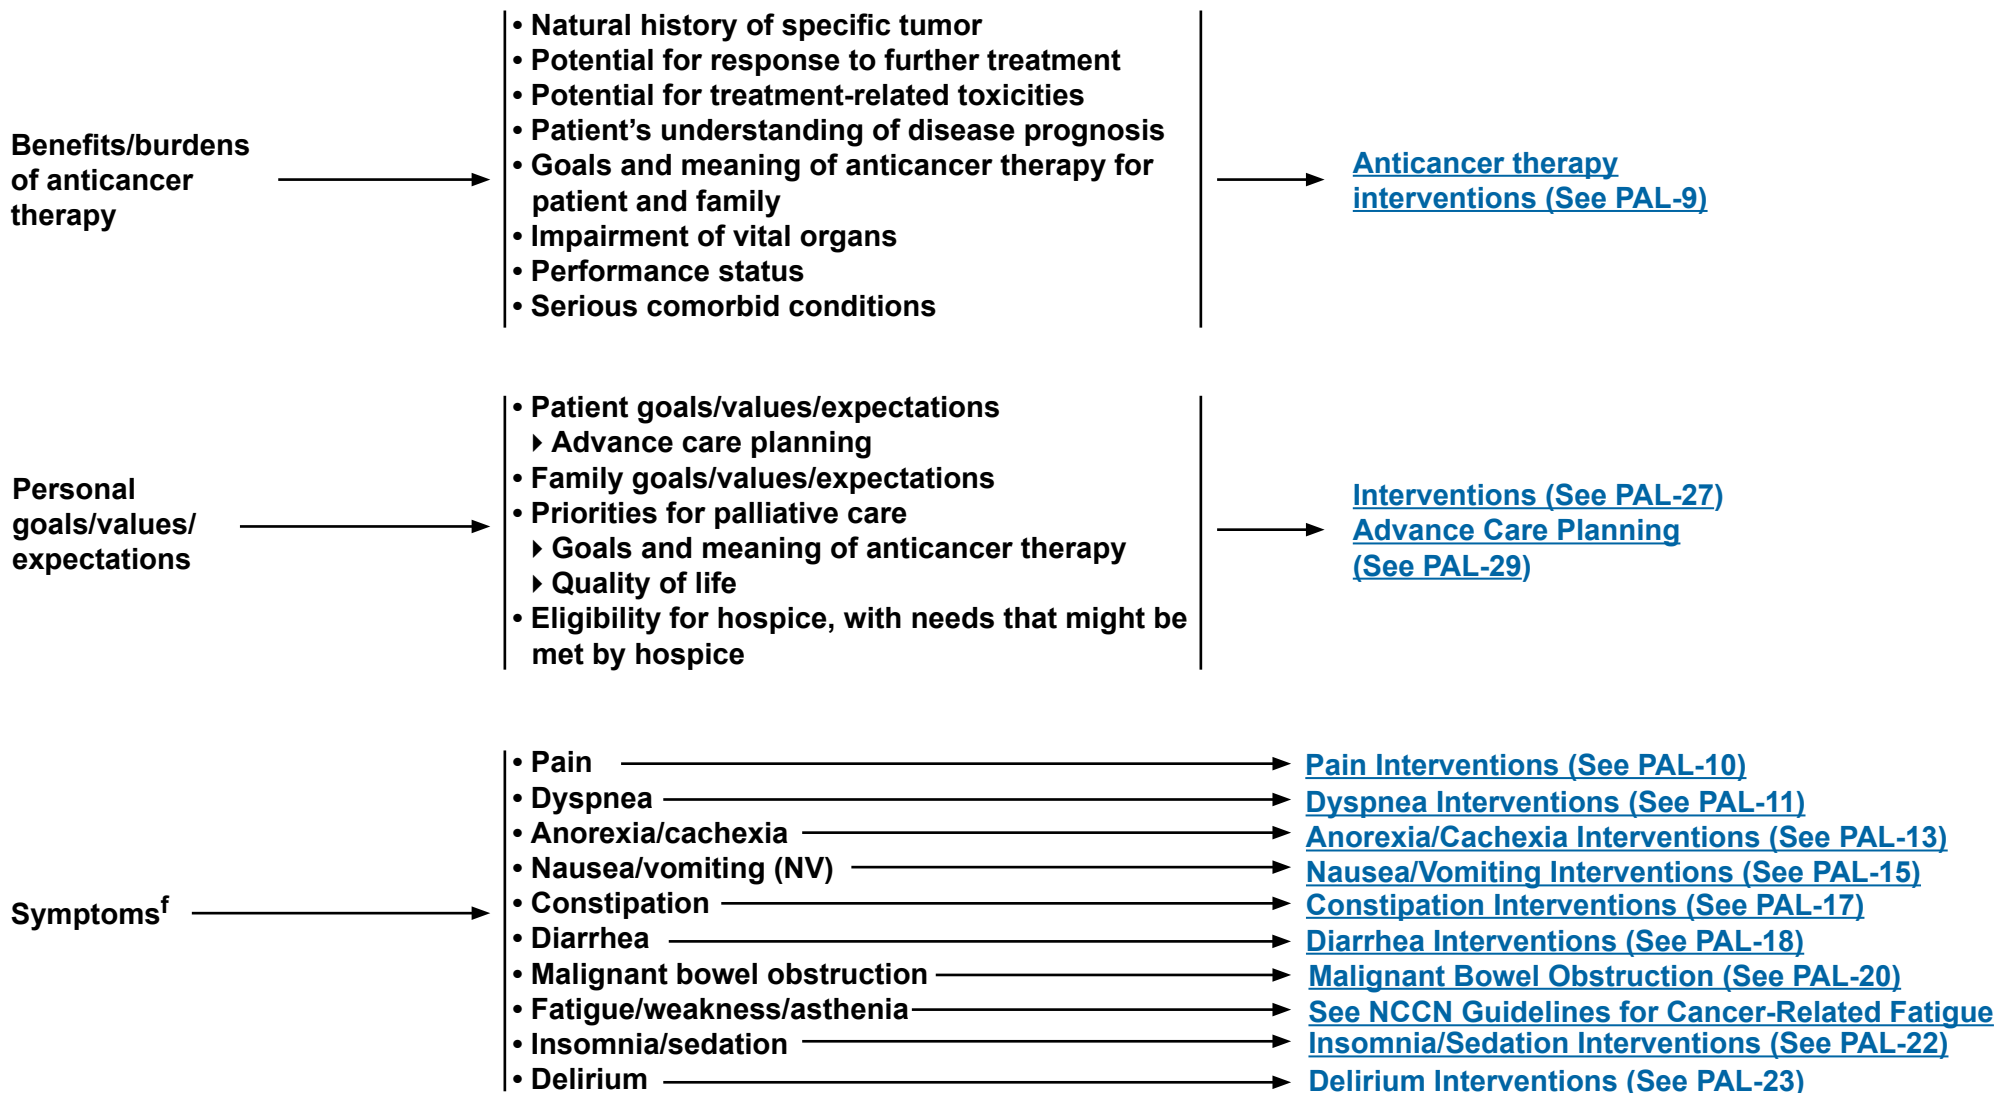 Benefits/burdens
of anticancer
therapy
• Natural history of specific tumor
• Potential for response to further treatment
• Potential for treatment-related toxicities
• Patient’s understanding of disease prognosis
• Goals and meaning of anticancer therapy for
patient and family
• Impairment of vital organs
• Performance status
• Serious comorbid conditions
Anticancer therapy
interventions (See PAL-9)
Personal
goals/values/
expectations
• Patient goals/values/expectations
▸ Advance care planning
• Family goals/values/expectations
• Priorities for palliative care
▸ Goals and meaning of anticancer therapy
▸ Quality of life
• Eligibility for hospice, with needs that might be
met by hospice
Interventions (See PAL-27)
Advance Care Planning
(See PAL-29)
Symptomsᶠ
• Pain
Pain Interventions (See PAL-10)
• Dyspnea
Dyspnea Interventions (See PAL-11)
• Anorexia/cachexia
Anorexia/Cachexia Interventions (See PAL-13)
• Nausea/vomiting (NV)
Nausea/Vomiting Interventions (See PAL-15)
• Constipation
Constipation Interventions (See PAL-17)
• Diarrhea
Diarrhea Interventions (See PAL-18)
• Malignant bowel obstruction
Malignant Bowel Obstruction (See PAL-20)
• Fatigue/weakness/asthenia
See NCCN Guidelines for Cancer-Related Fatigue
• Insomnia/sedation
Insomnia/Sedation Interventions (See PAL-22)
• Delirium
Delirium Interventions (See PAL-23)